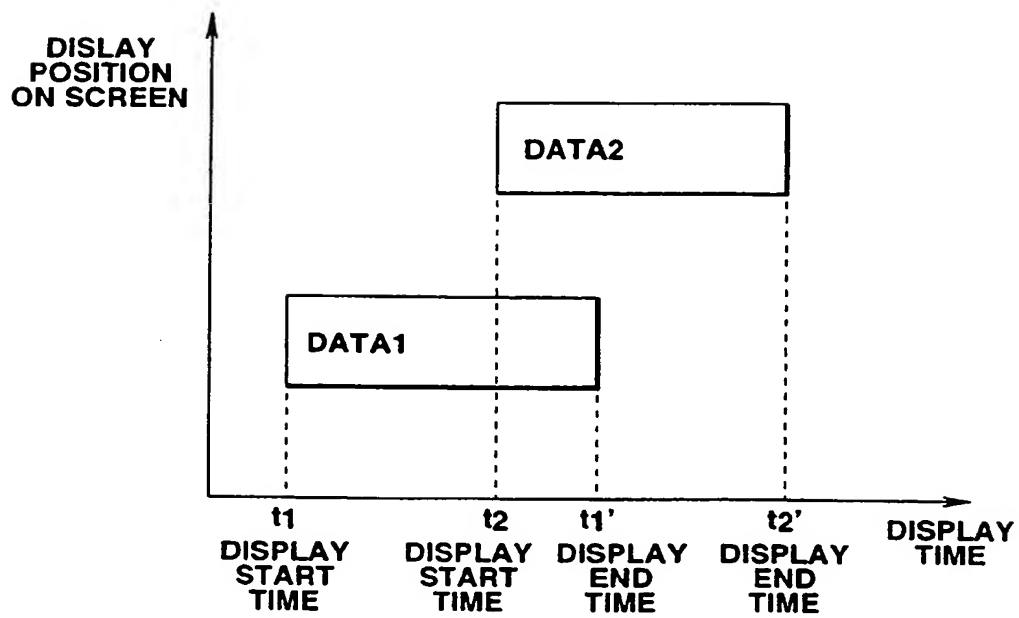 DISLAY
POSITION
ON SCREEN
DATA2
DATA1
t1
DISPLAY
START
TIME
t2
DISPLAY
START
TIME
t1'
DISPLAY
END
TIME
t2'
DISPLAY
END
TIME
DISPLAY
TIME